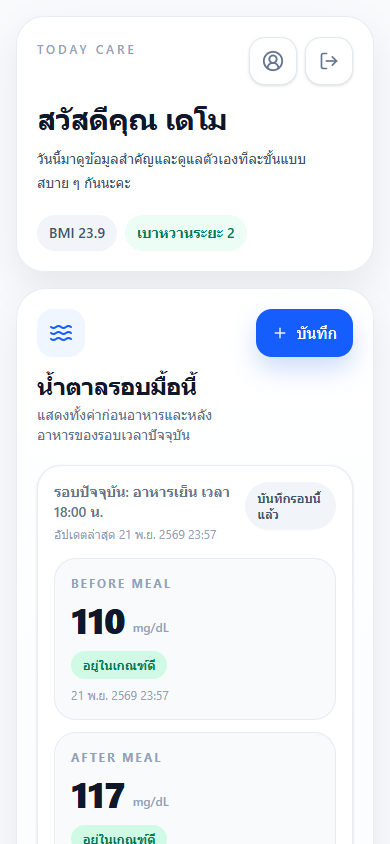 TODAY CARE
สวัสดีคุณ เดโม
วันนี้มาดูข้อมูลสำคัญและดูแลตัวเองทีละขั้นแบบ
สบาย ๆ กันนะคะ
BMI 23.9
เบาหวานระยะ 2
บันทึก
น้ำตาลรอบมื้อนี้
แสดงทั้งค่าก่อนอาหารและหลัง
อาหารของรอบเวลาปัจจุบัน
รอบปัจจุบัน: อาหารเย็น เวลา
18:00 น.
อัปเดตล่าสุด 21 พ.ย. 2569 23:57
บันทึกรอบนี้
แล้ว
BEFORE MEAL
110 mg/dL
อยู่ในเกณฑ์ดี
21 พ.ย. 2569 23:57
AFTER MEAL
117 mg/dL
อยู่ในเกณฑ์ดี